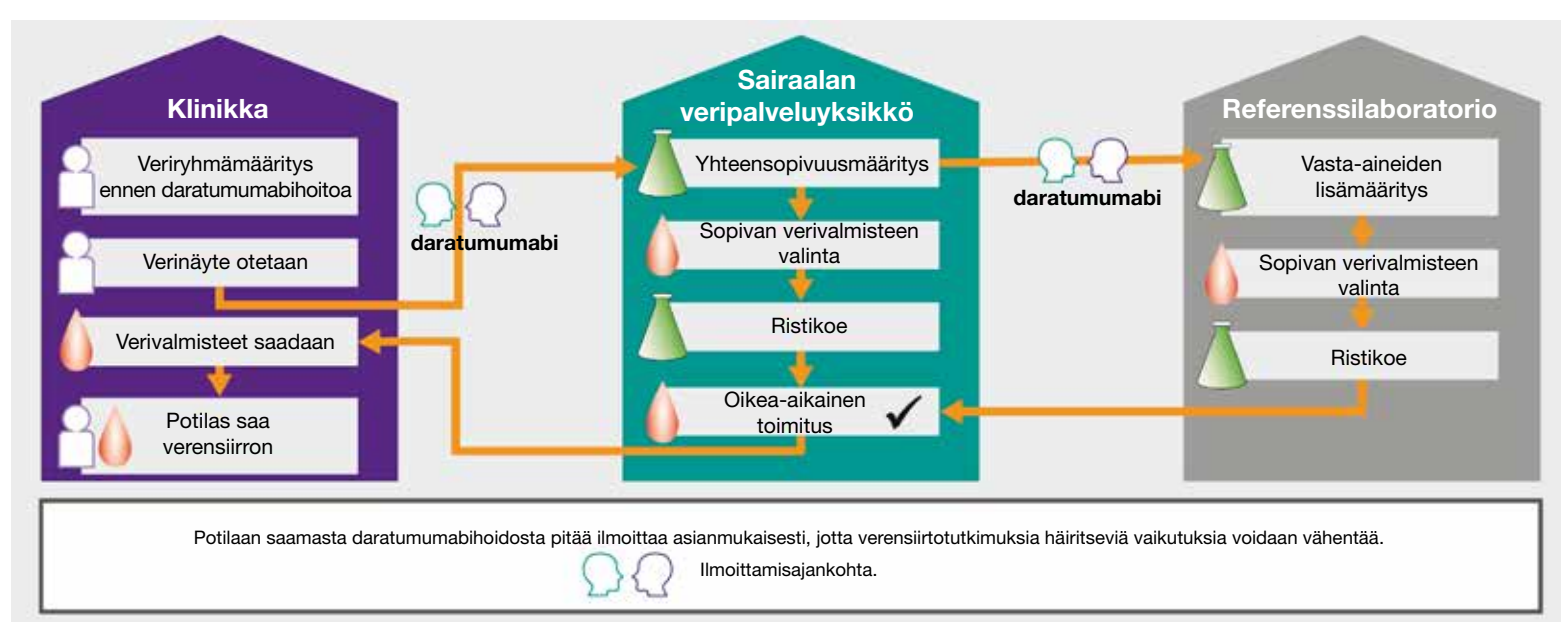 Klinikka
Veriryhmämääritys
ennen daratumumabihoitoa
Verinäyte otetaan
Verivalmisteet saadaan
Potilas saa
verensiirron
daratumumabi
Sairaalan
veripalveluyksikkö
Yhteensopivuusmääritys
Sopivan verivalmisteen
valinta
Ristikoe
Oikea-aikainen
toimitus
daratumumabi
Referenssilaboratorio
Vasta-aineiden
lisämääritys
Sopivan verivalmisteen
valinta
Ristikoe
Potilaan saamasta daratumumabihoidosta pitää ilmoittaa asianmukaisesti, jotta verensiirtotutkimuksia häiritseviä vaikutuksia voidaan vähentää.
Ilmoittamisajankohta.